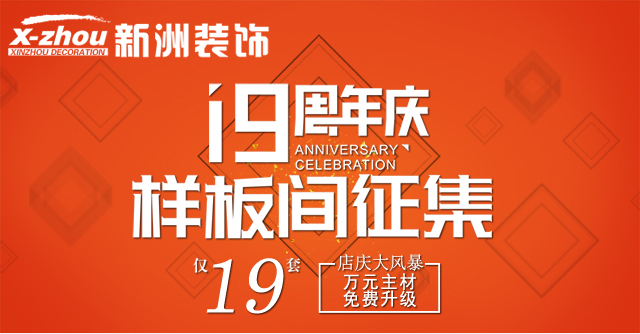 X-zhou
XINZHOU DECORATION
新洲装饰
19周年庆
ANNIVERSARY
CELEBRATION
样板间征集
仅19套
店庆大风暴
万元主材
免费升级